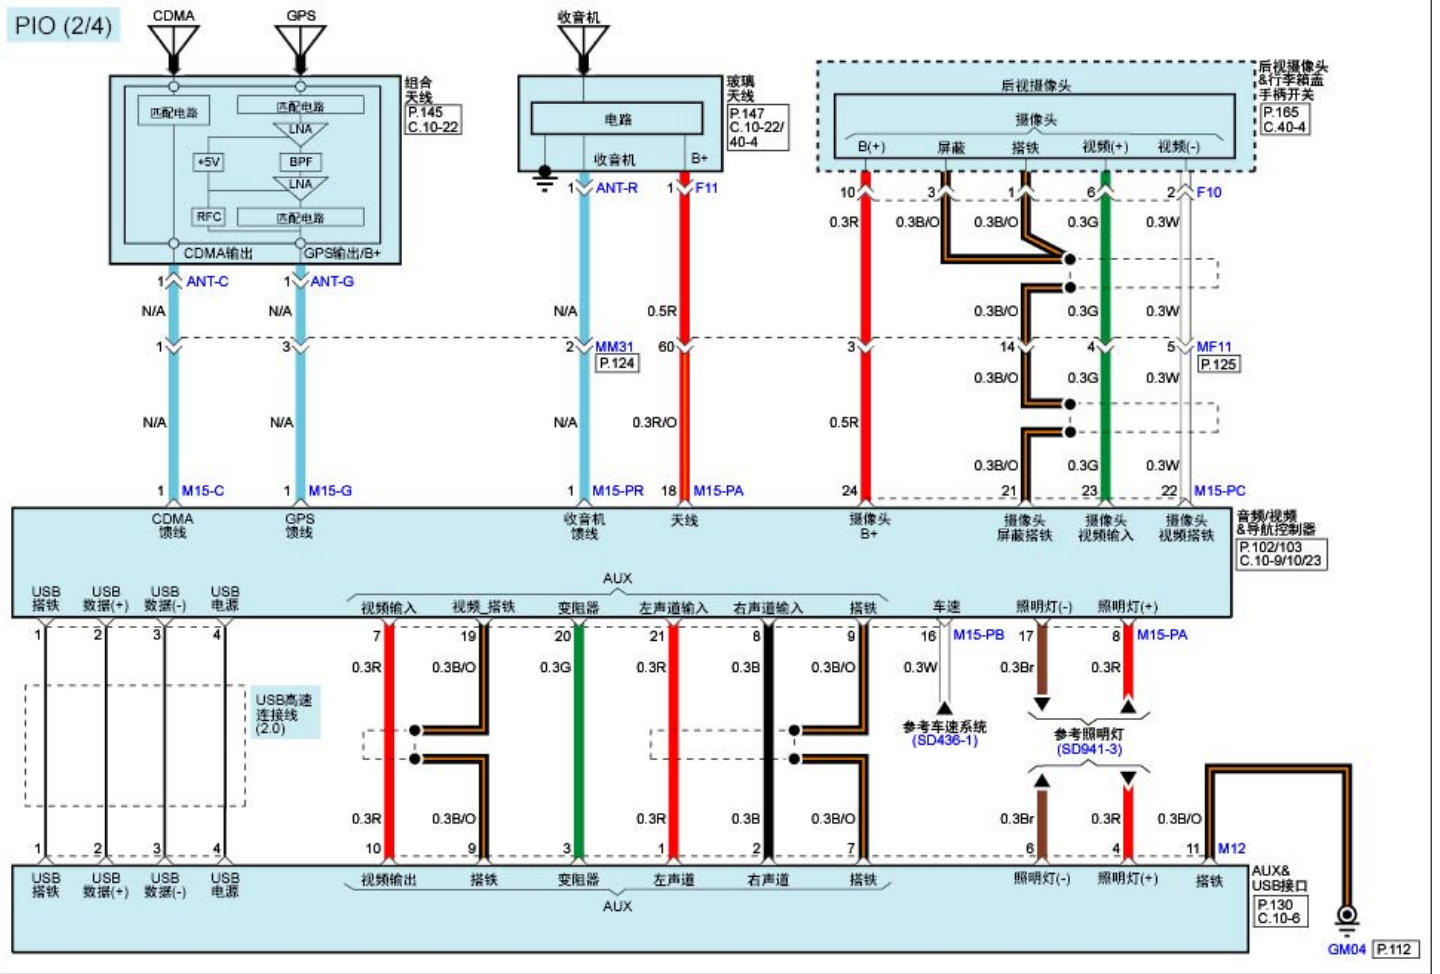 PIO (2/4)
CDMA
GPS
收音机
组合
天线
P.145
C.10-22
匹配电路
匹配电路
LNA
+5V
BPF
LNA
RFC
匹配电路
CDMA输出
GPS输出/B+
玻璃
天线
P.147
C.10-22/
40-4
电路
收音机
B+
后视摄像头
&行李箱盖
手柄开关
P.165
C.40-4
后视摄像头
摄像头
B(+)
屏蔽
搭铁
视频(+)
视频(-)
1 ANT-C
1 ANT-G
1 ANT-R
1 F11
10
3
1
6
2 F10
0.3R
0.3B/O
0.3B/O
0.3G
0.3W
N/A
N/A
N/A
0.5R
0.3B/O
0.3G
0.3W
1
3
2 MM31
P.124
60
3
14
4
5 MF11
P.125
0.3B/O
0.3G
0.3W
N/A
N/A
N/A
0.3R/O
0.5R
0.3B/O
0.3G
0.3W
1 M15-C
1 M15-G
1 M15-PR
18 M15-PA
24
21
23
22 M15-PC
CDMA
馈线
GPS
馈线
收音机
馈线
天线
摄像头
B+
摄像头
屏蔽搭铁
摄像头
视频输入
摄像头
视频搭铁
音频/视频
&导航控制器
P.102/103
C.10-9/10/23
USB
搭铁
USB
数据(+)
USB
数据(-)
USB
电源
AUX
视频输入
视频_搭铁
变阻器
左声道输入
右声道输入
搭铁
车速
照明灯(-)
照明灯(+)
1
2
3
4
7
19
20
21
8
9
16 M15-PB
17
8 M15-PA
0.3R
0.3B/O
0.3G
0.3R
0.3B
0.3B/O
0.3W
0.3Br
0.3R
USB高速
连接线
(2.0)
参考车速系统
(SD436-1)
参考照明灯
(SD941-3)
0.3R
0.3B/O
0.3G
0.3R
0.3B
0.3B/O
0.3Br
0.3R
0.3B/O
1
2
3
4
10
9
3
1
2
7
6
4
11 M12
USB
搭铁
USB
数据(+)
USB
数据(-)
USB
电源
视频输出
搭铁
变阻器
左声道
右声道
搭铁
照明灯(-)
照明灯(+)
搭铁
AUX
AUX&
USB接口
P.130
C.10-6
GM04 P.112